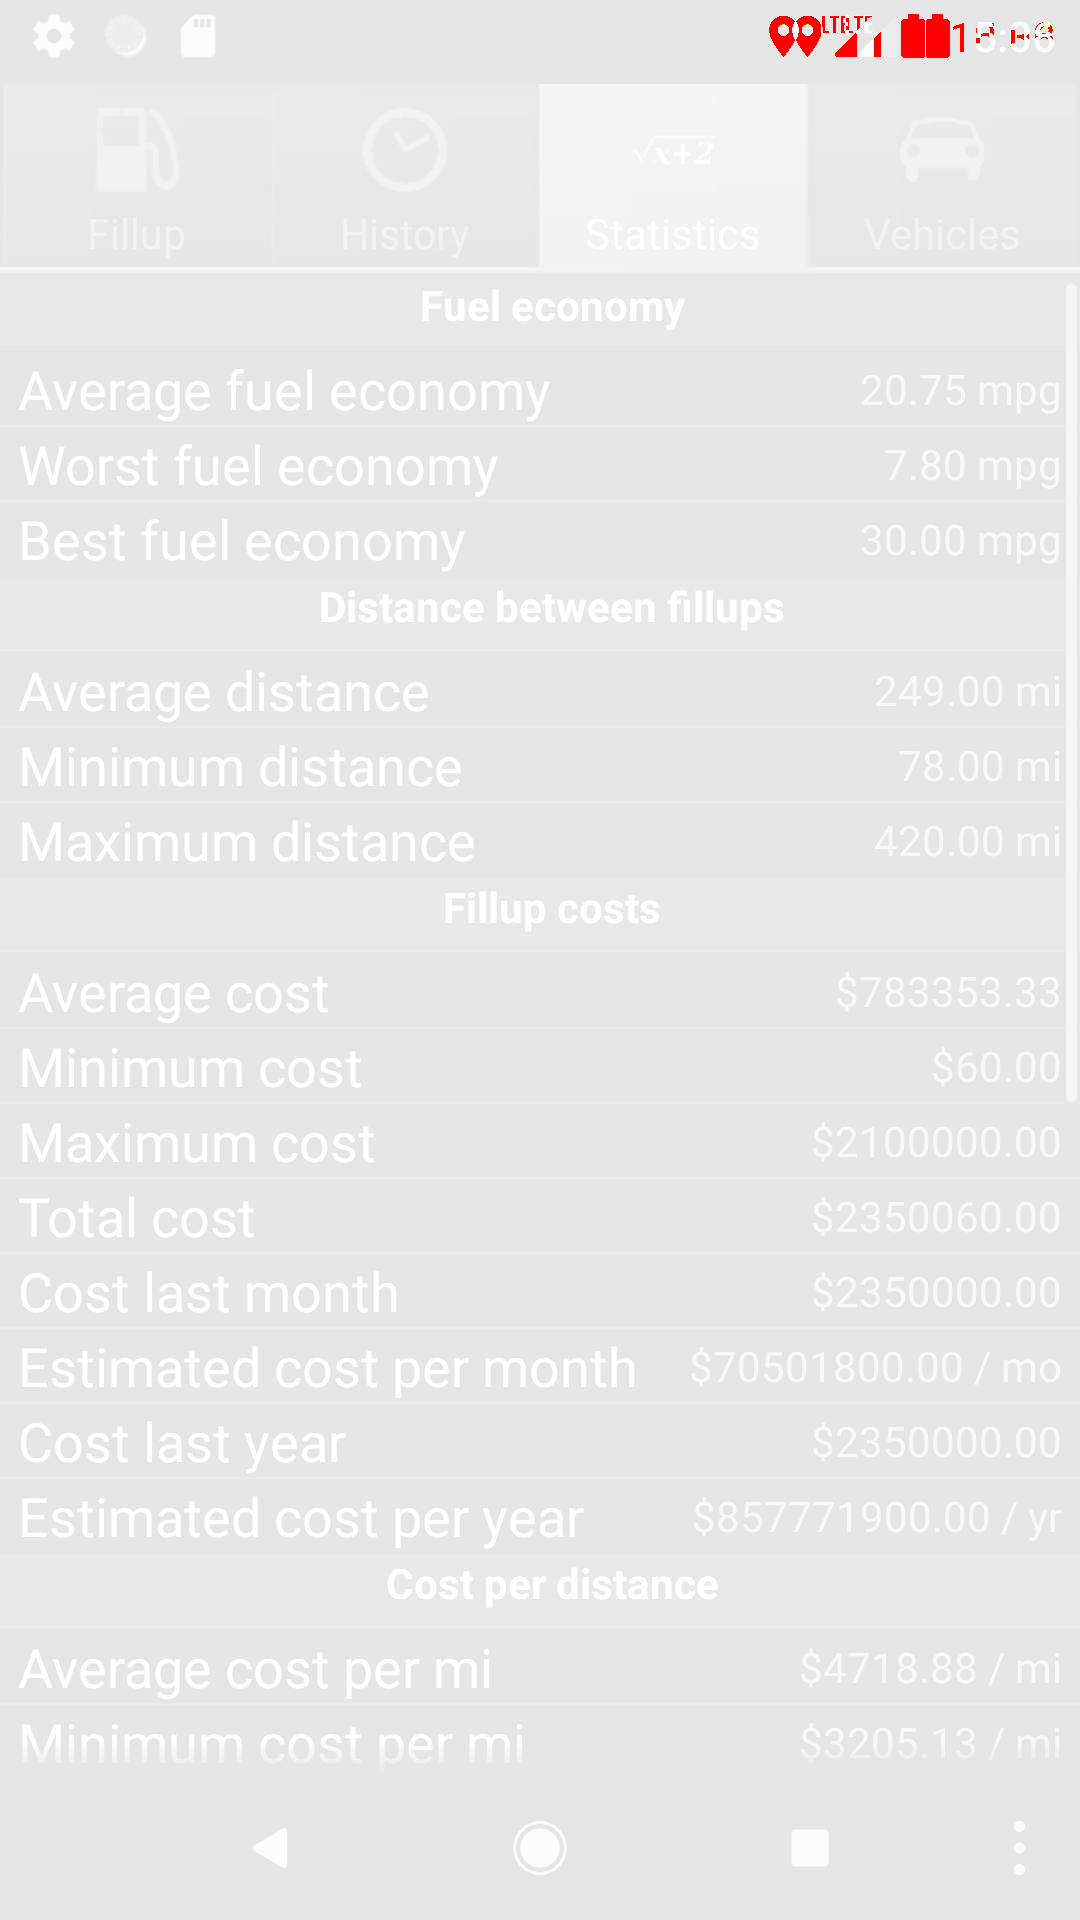 Fillup History Statistics Vehicles
√x+2
Fuel economy
Average fuel economy 20.75 mpg
Worst fuel economy 7.80 mpg
Best fuel economy 30.00 mpg
Distance between fillups
Average distance 249.00 mi
Minimum distance 78.00 mi
Maximum distance 420.00 mi
Fillup costs
Average cost $783353.33
Minimum cost $60.00
Maximum cost $2100000.00
Total cost $2350060.00
Cost last month $2350000.00
Estimated cost per month $70501800.00 / mo
Cost last year $2350000.00
Estimated cost per year $857771900.00 / yr
Cost per distance
Average cost per mi $4718.88 / mi
Minimum cost per mi $3205.13 / mi